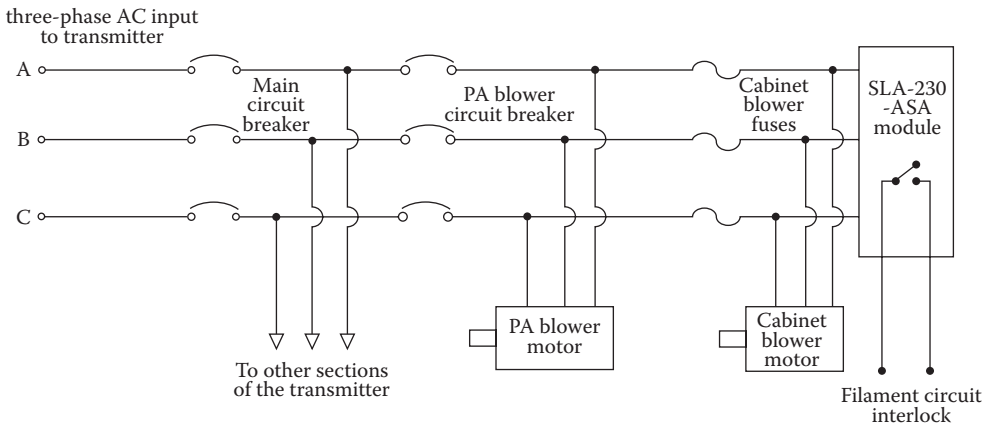 three-phase AC input
to transmitter
A
Main
circuit
breaker
PA blower
circuit breaker
Cabinet
blower
fuses
SLA-230
-ASA
module
B
C
PA blower
motor
Cabinet
blower
motor
To other sections
of the transmitter
Filament circuit
interlock